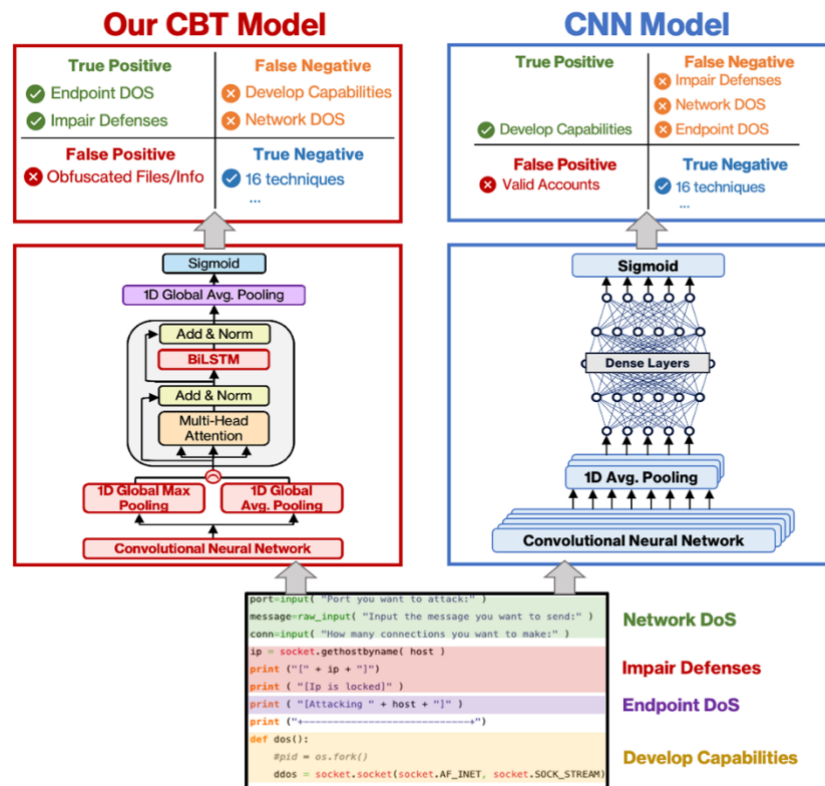 Our CBT Model
True Positive
Endpoint DOS
Impair Defenses
False Negative
Develop Capabilities
Network DOS
False Positive
Obfuscated Files/Info
True Negative
16 techniques
...
Sigmoid
1D Global Avg. Pooling
Add & Norm
BiLSTM
Add & Norm
Multi-Head
Attention
1D Global Max
Pooling
1D Global
Avg. Pooling
Convolutional Neural Network
CNN Model
True Positive
Develop Capabilities
False Negative
Impair Defenses
Network DOS
Endpoint DOS
False Positive
Valid Accounts
True Negative
16 techniques
...
Sigmoid
Dense Layers
1D Avg. Pooling
Convolutional Neural Network
port=input( "Port you want to attack:" )
message=raw_input( "Input the message you want to send:" )
conn=input( "How many connections you want to make:" )
ip = socket.gethostbyname( host )
print ("[" + ip + "]")
print ( "[Ip is locked]" )
print ( "[Attacking " + host + "]" )
print ("+----------------------------+")
def dos():
#pid = os.fork()
ddos = socket.socket(socket.AF_INET, socket.SOCK_STREAM)
Network DoS
Impair Defenses
Endpoint DoS
Develop Capabilities